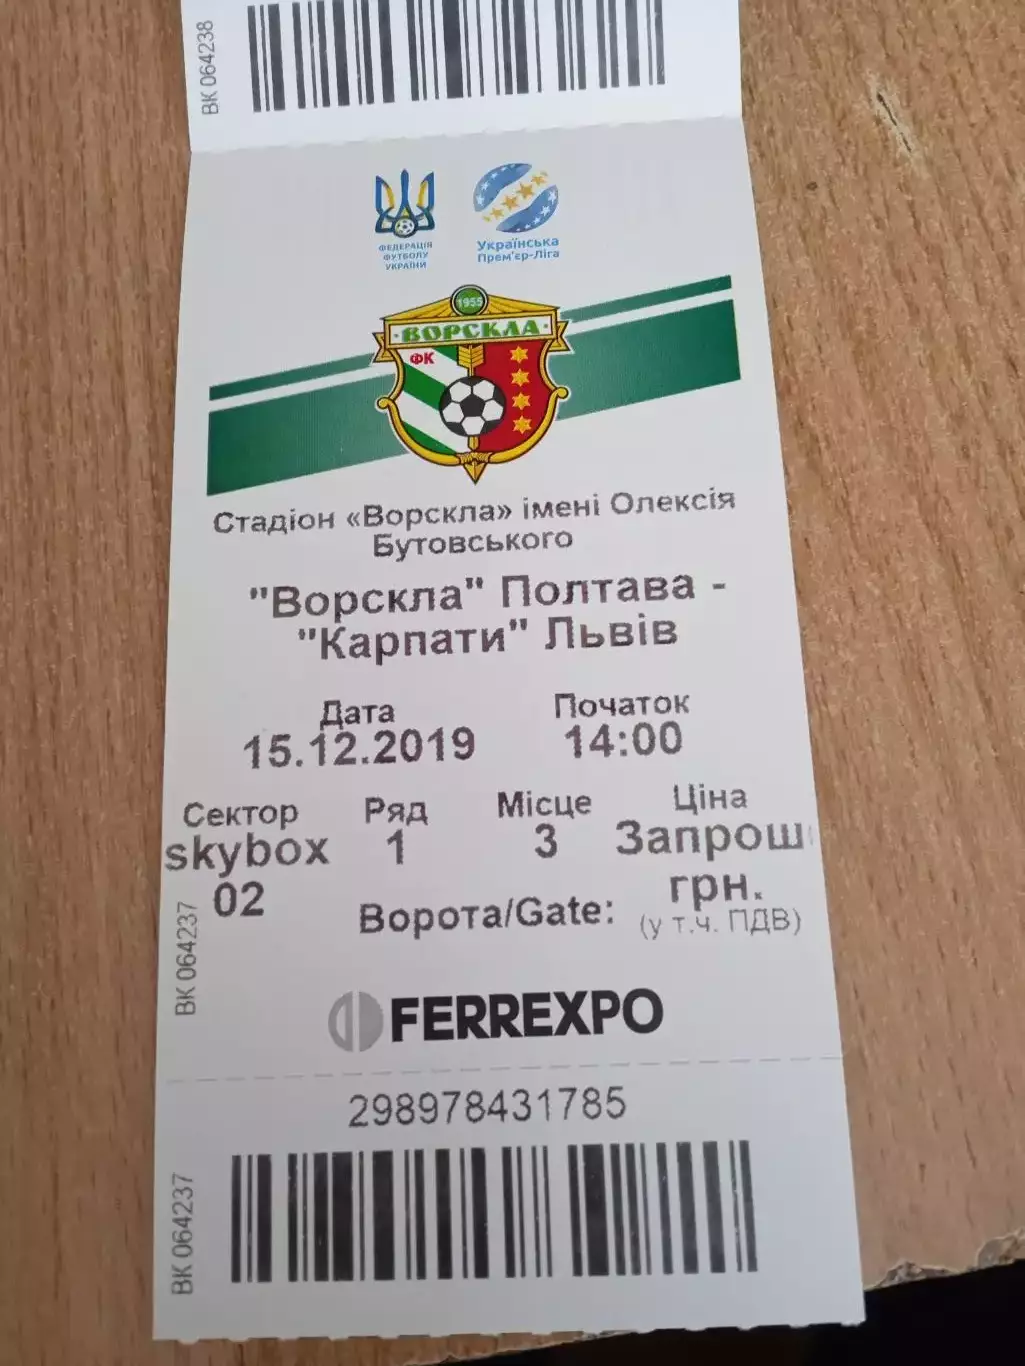 ВК 064238
ФЕДЕРАЦІЯ
ФУТБОЛУ
УКРАЇНИ
Українська
Прем'єр-Ліга
1955
ВОРСКЛА
ФК
Стадіон «Ворскла» імені Олексія
Бутовського
"Ворскла" Полтава -
"Карпати" Львів
Дата Початок
15.12.2019 14:00
Сектор Ряд Місце Ціна
skybox 1 3 Запрош
02 грн.
Ворота/Gate: (у т.ч. ПДВ)
ВК 064237
FERREXPO
298978431785
ВК 064237